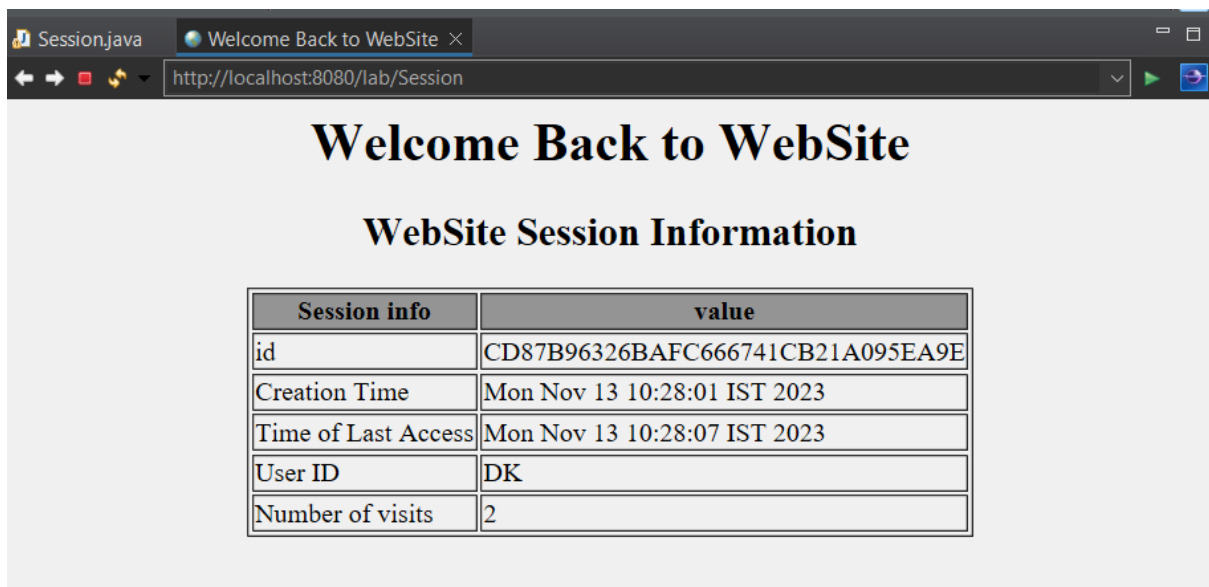 Session.java Welcome Back to WebSite
http://localhost:8080/lab/Session
Welcome Back to WebSite
WebSite Session Information
Session info value
id CD87B96326BAFC666741CB21A095EA9E
Creation Time Mon Nov 13 10:28:01 IST 2023
Time of Last Access Mon Nov 13 10:28:07 IST 2023
User ID DK
Number of visits 2